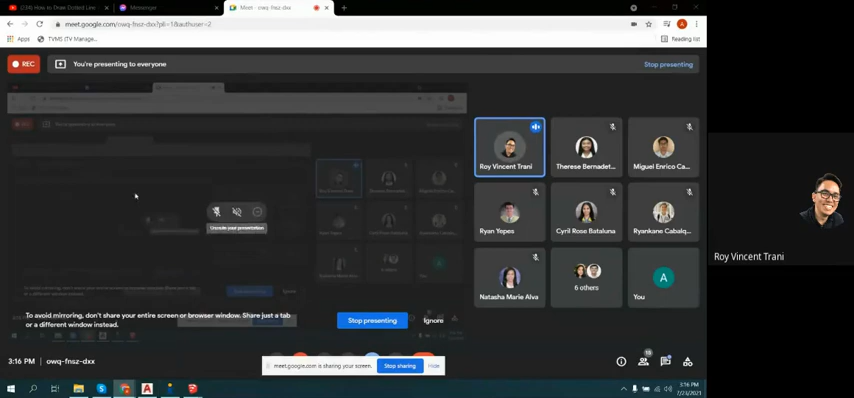 (234) How to Draw Dotted Line
Messenger
Meet - owq-fnsz-dxx
meet.google.com/owq-fnsz-dxx?pli=1&authuser=2
Apps
TVMS (TV Manage...
Reading list
REC
You're presenting to everyone
Stop presenting
Roy Vincent Trani
Therese Bernadet...
Miguel Enrico Ca...
Ryan Yepes
Cyril Rose Bataluna
Ryankane Cabalq...
Natasha Marie Alva
6 others
A
You
Roy Vincent Trani
To avoid mirroring, don't share your entire screen or browser window. Share just a tab
or a different window instead.
Stop presenting
Ignore
3:16 PM | owq-fnsz-dxx
meet.google.com is sharing your screen.
Stop sharing
Hide
3:16 PM
7/23/2021